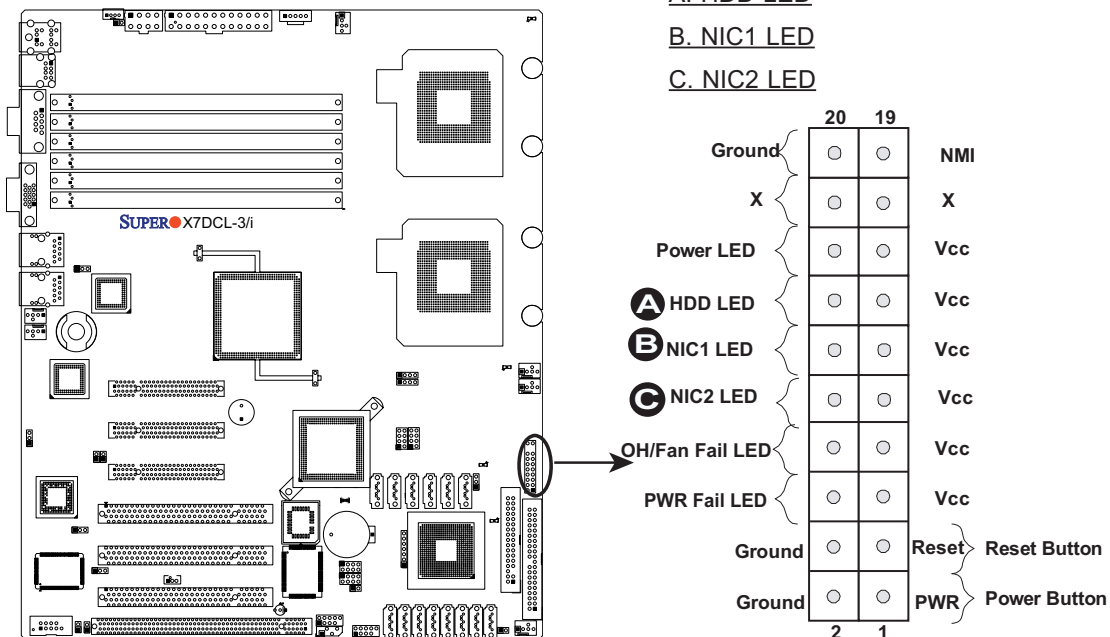 A. HDD LED
B. NIC1 LED
C. NIC2 LED
20 19
Ground NMI
X X
Power LED Vcc
A HDD LED Vcc
B NIC1 LED Vcc
C NIC2 LED Vcc
OH/Fan Fail LED Vcc
PWR Fail LED Vcc
Ground Reset Reset Button
Ground PWR Power Button
2 1
SUPER X7DCL-3/i